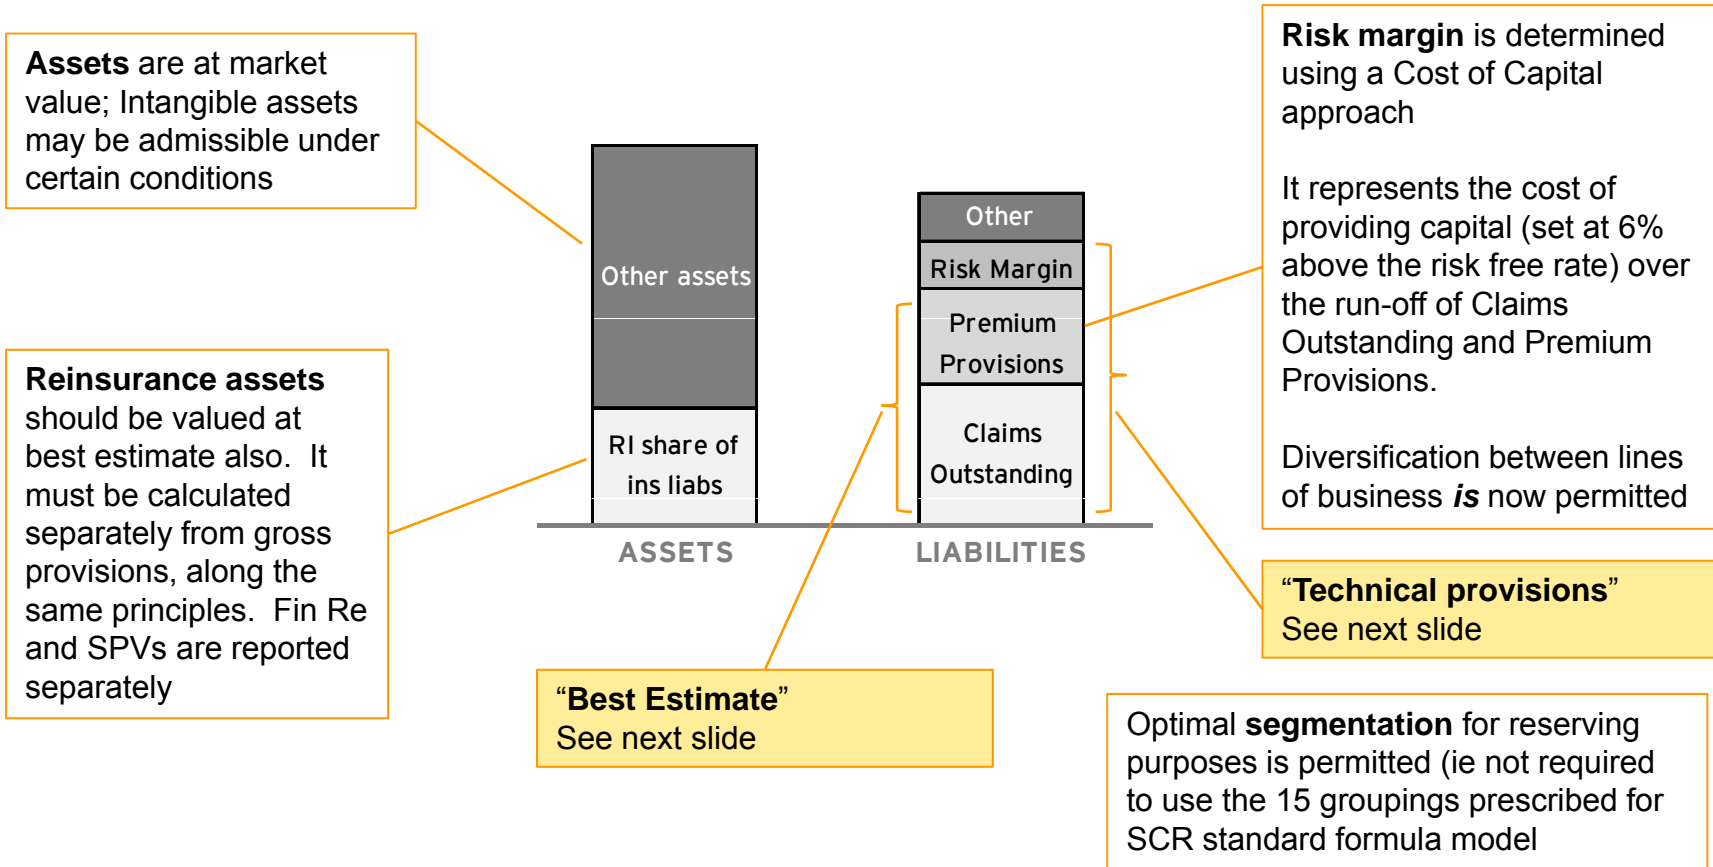 Assets are at market
value; Intangible assets
may be admissible under
certain conditions
Reinsurance assets
should be valued at
best estimate also.  It
must be calculated
separately from gross
provisions, along the
same principles.  Fin Re
and SPVs are reported
separately
Other assets
RI share of
ins liabs
ASSETS
Other
Risk Margin
Premium
Provisions
Claims
Outstanding
LIABILITIES
“Best Estimate”
See next slide
Risk margin is determined
using a Cost of Capital
approach
It represents the cost of
providing capital (set at 6%
above the risk free rate) over
the run-off of Claims
Outstanding and Premium
Provisions.
Diversification between lines
of business is now permitted
“Technical provisions”
See next slide
Optimal segmentation for reserving
purposes is permitted (ie not required
to use the 15 groupings prescribed for
SCR standard formula model